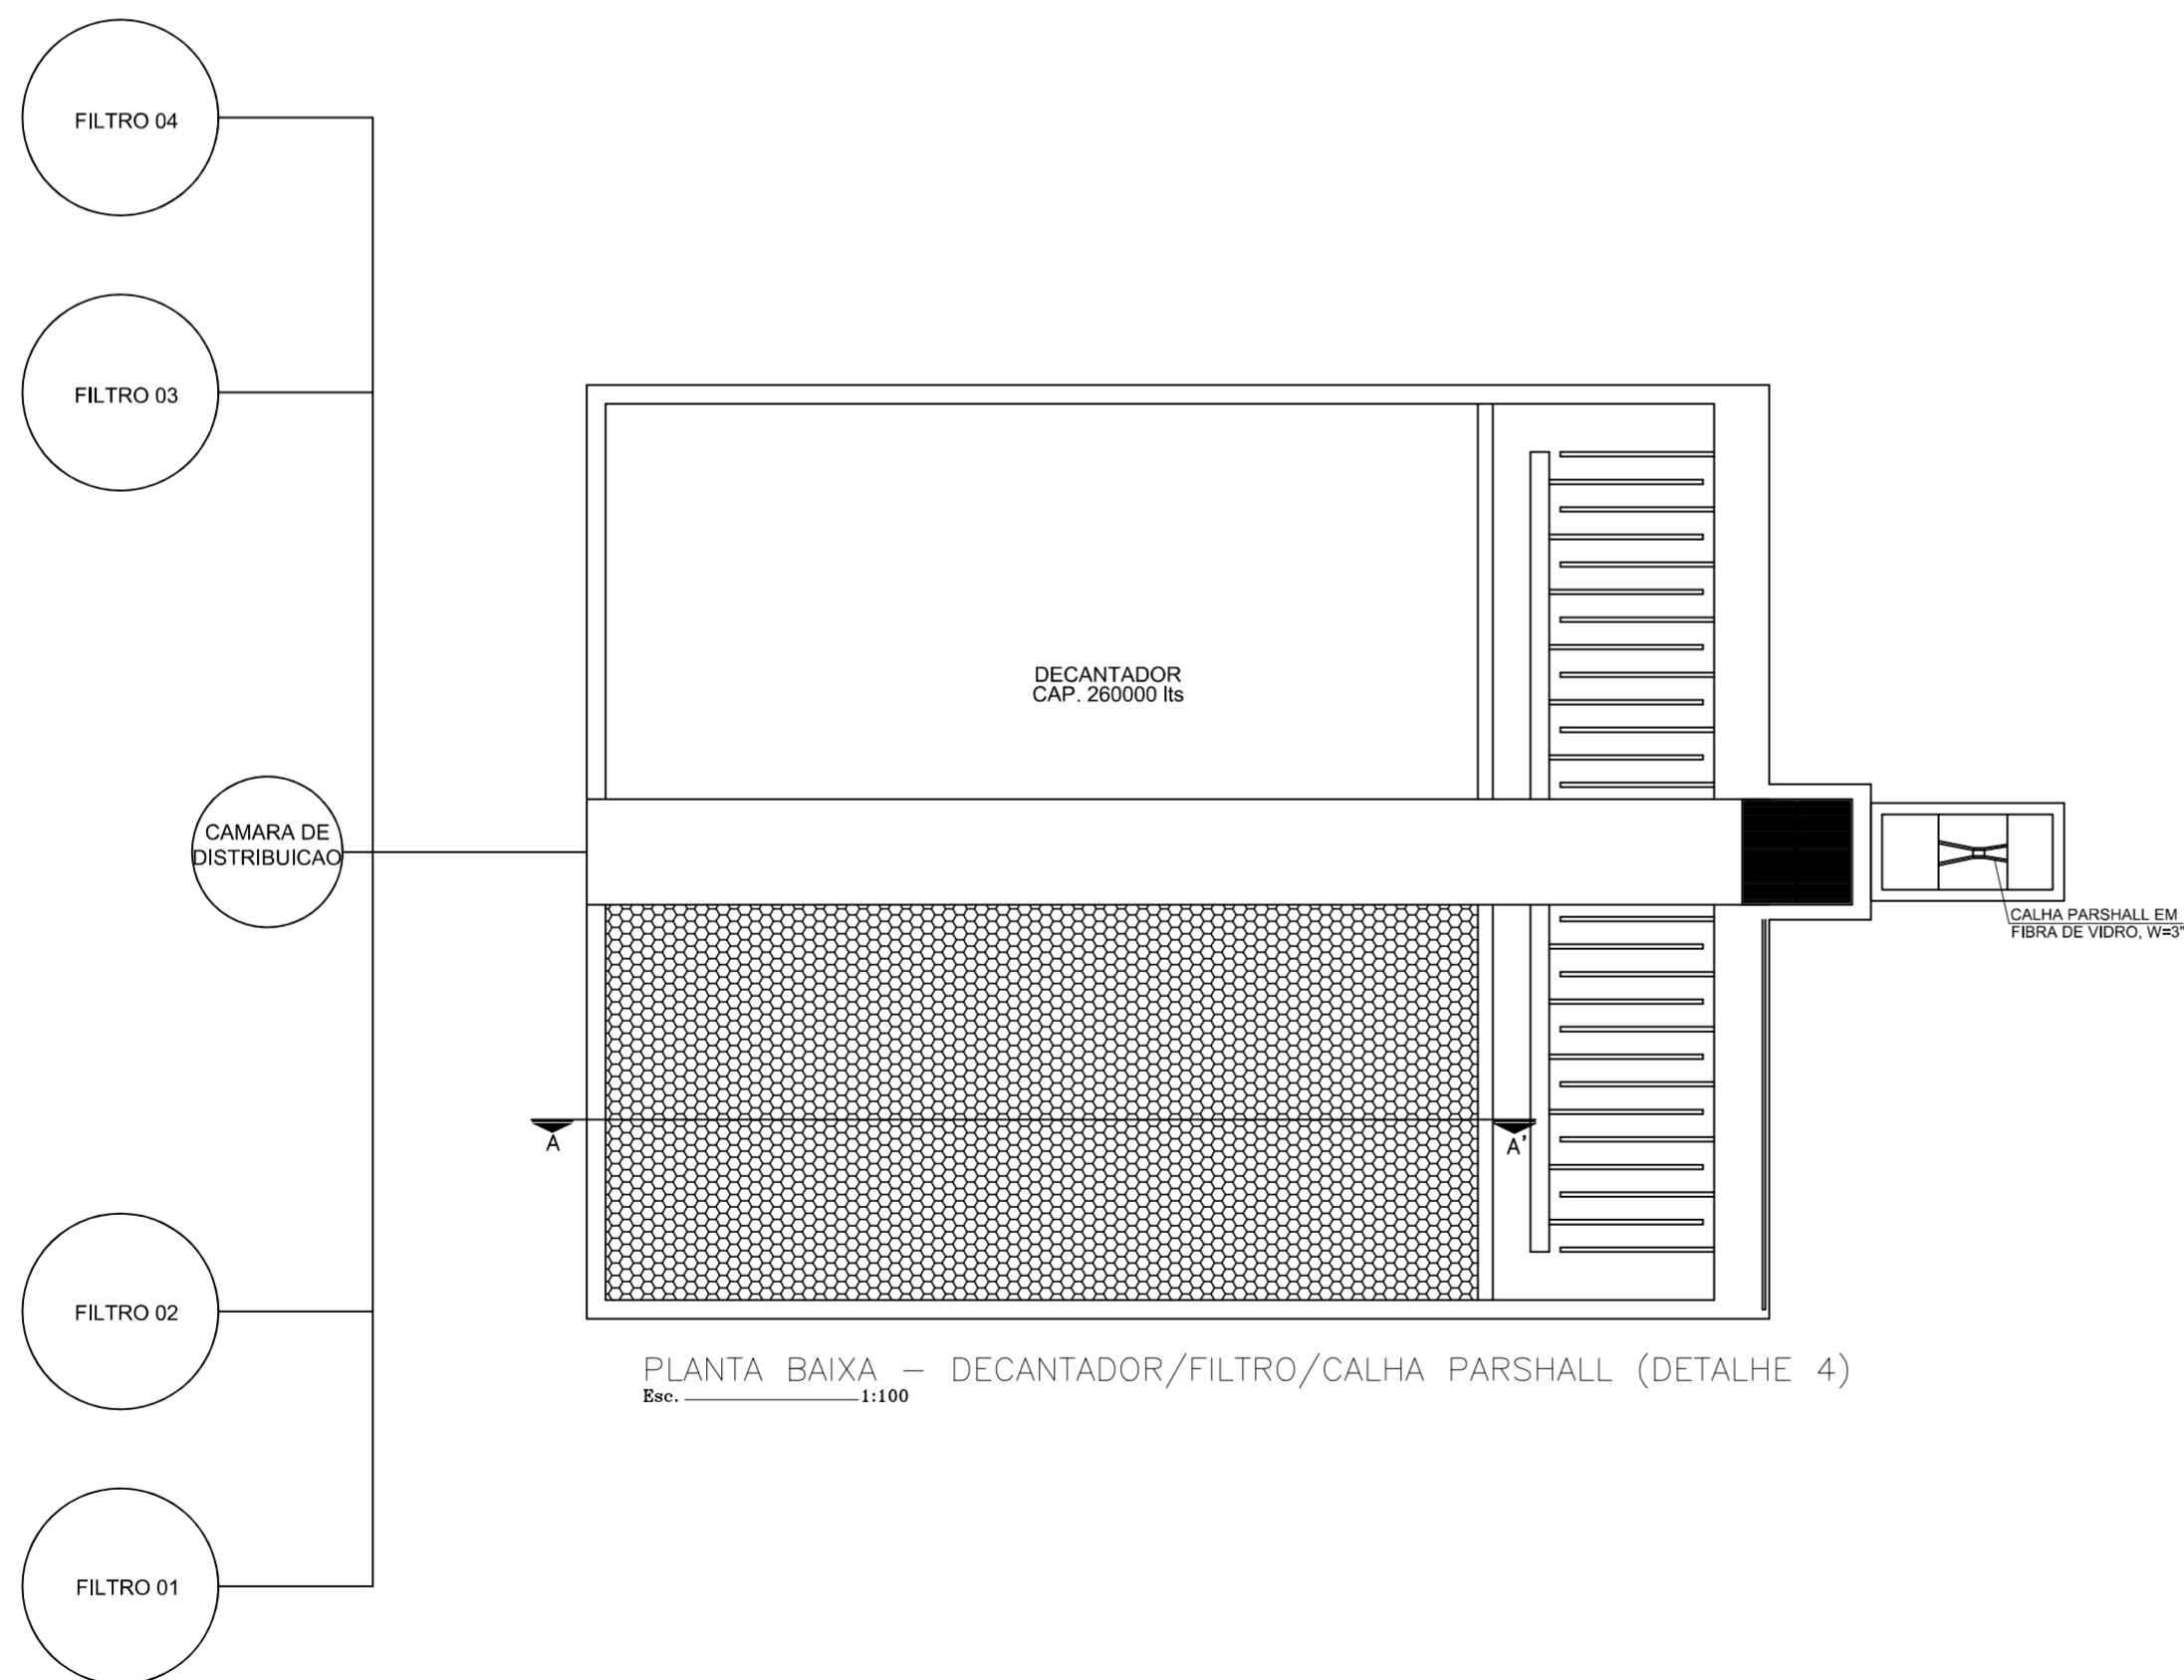 FILTRO 04
FILTRO 03
DECANTADOR
CAP. 260000 lts
CAMARA DE
DISTRIBUICAO
CALHA PARSHALL EM
FIBRA DE VIDRO, W=3"
A
A'
FILTRO 02
PLANTA BAIXA - DECANTADOR/FILTRO/CALHA PARSHALL (DETALHE 4)
Esc. 1:100
FILTRO 01